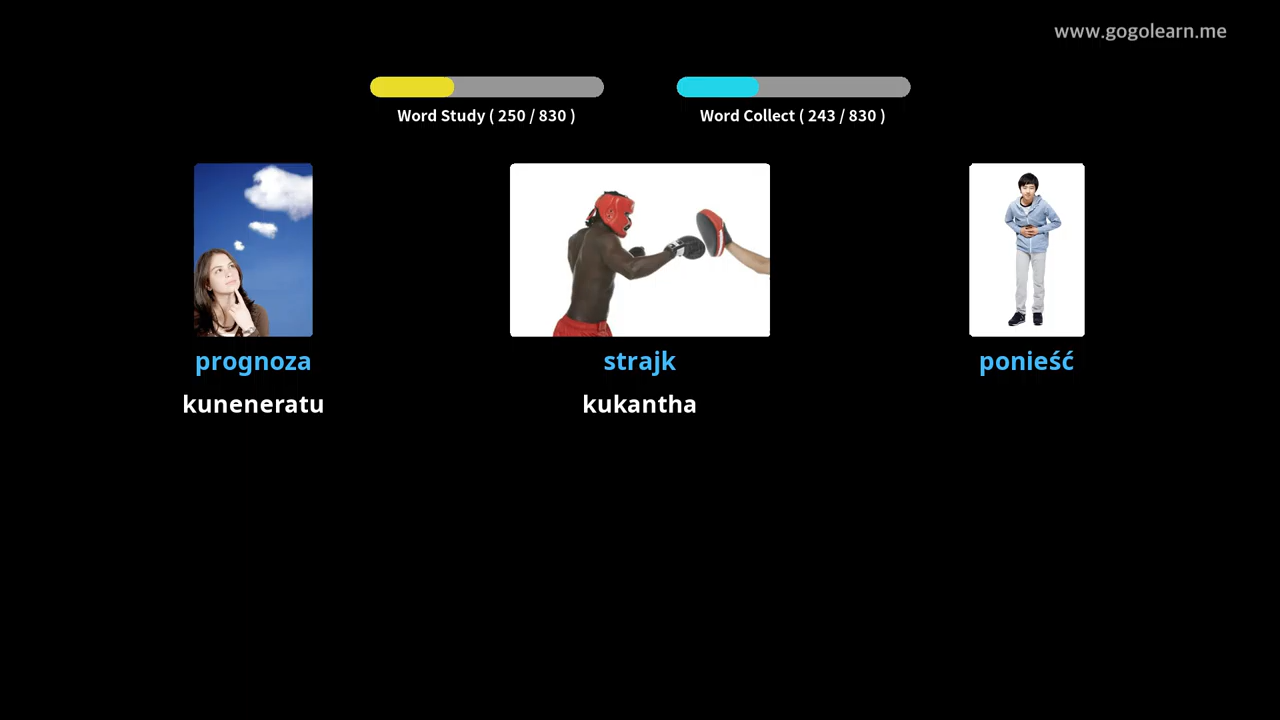 www.gogolearn.me
Word Study ( 250 / 830 )
Word Collect ( 243 / 830 )
prognoza
strajk
ponieść
kuneneratu
kukantha